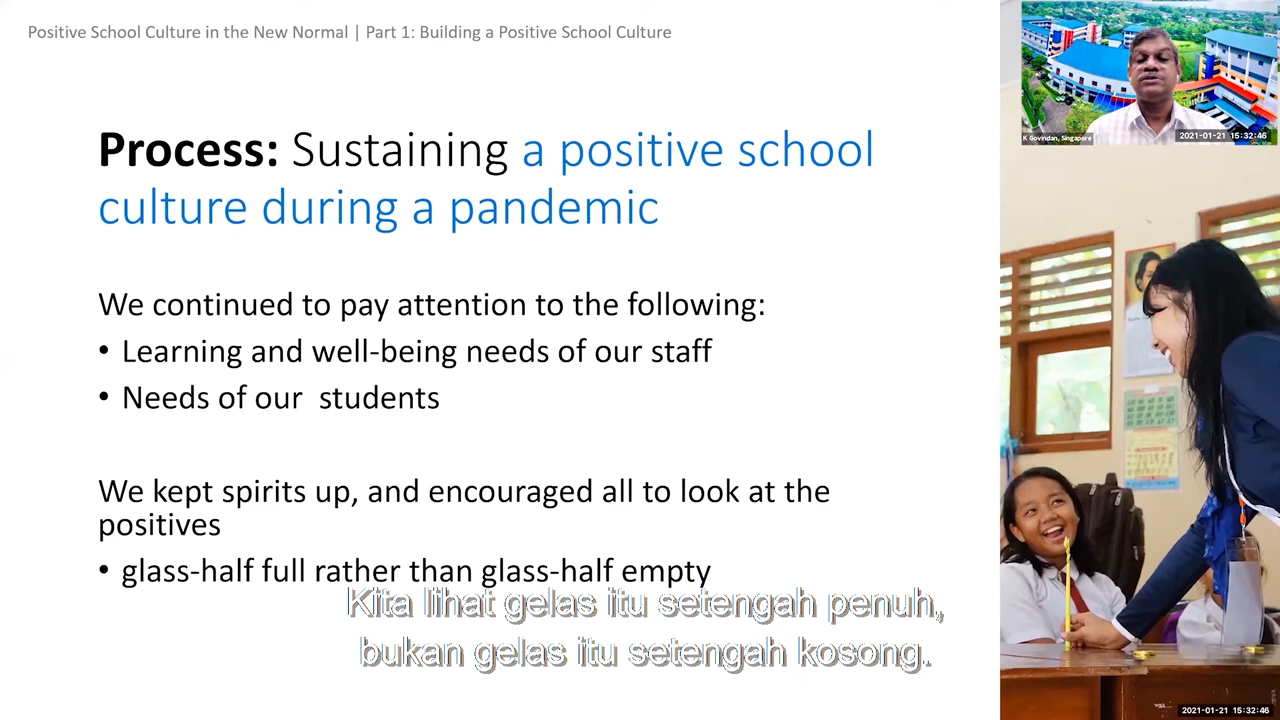 Positive School Culture in the New Normal | Part 1: Building a Positive School Culture
Process: Sustaining a positive school
culture during a pandemic
We continued to pay attention to the following:
• Learning and well-being needs of our staff
• Needs of our students
We kept spirits up, and encouraged all to look at the
positives
• glass-half full rather than glass-half empty
Kita lihat gelas itu setengah penuh,
bukan gelas itu setengah kosong.
K Govindan, Singapore
2021-01-21 15:32:46
2021-01-21 15:32:46